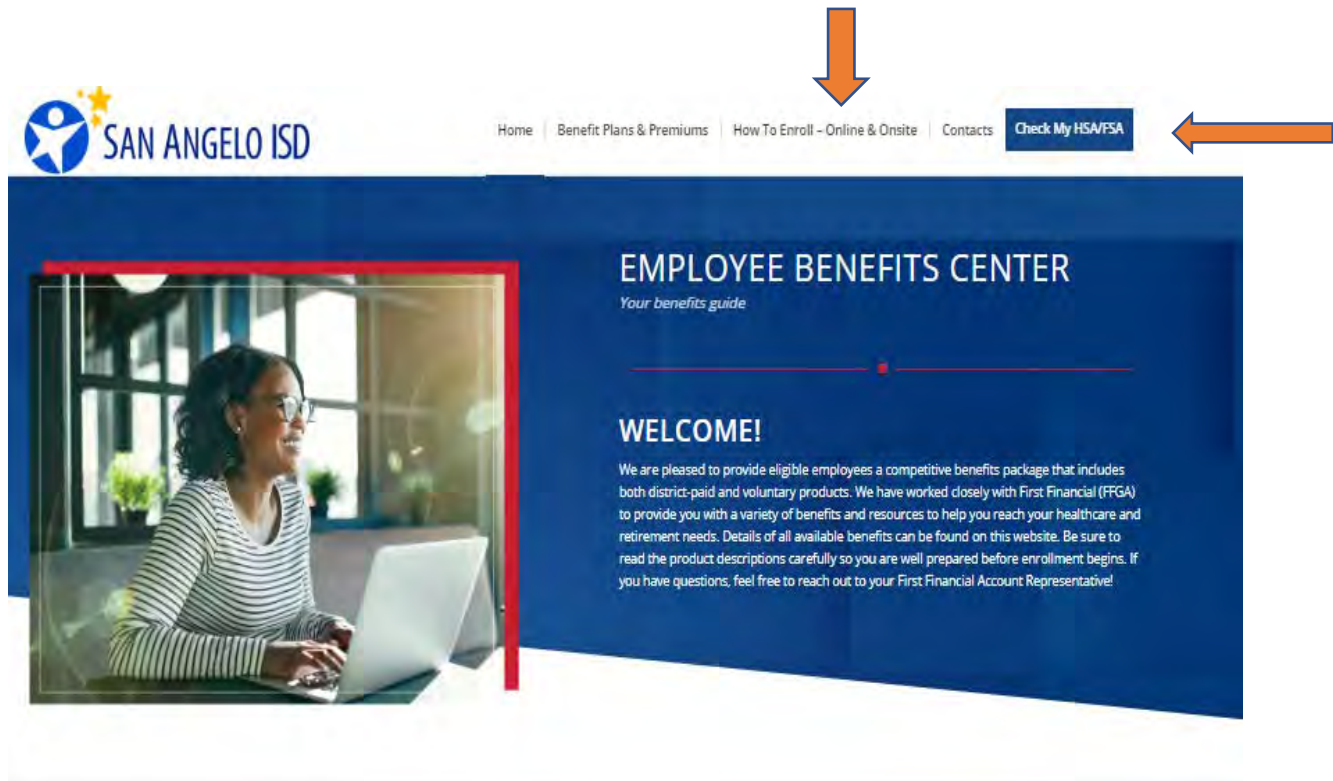 SAN ANGELO ISD
Home
Benefit Plans & Premiums
How To Enroll – Online & Onsite
Contacts
Check My HSA/FSA
EMPLOYEE BENEFITS CENTER
Your benefits guide
WELCOME!
We are pleased to provide eligible employees a competitive benefits package that includes
both district-paid and voluntary products. We have worked closely with First Financial (FFGA)
to provide you with a variety of benefits and resources to help you reach your healthcare and
retirement needs. Details of all available benefits can be found on this website. Be sure to
read the product descriptions carefully so you are well prepared before enrollment begins. If
you have questions, feel free to reach out to your First Financial Account Representative!